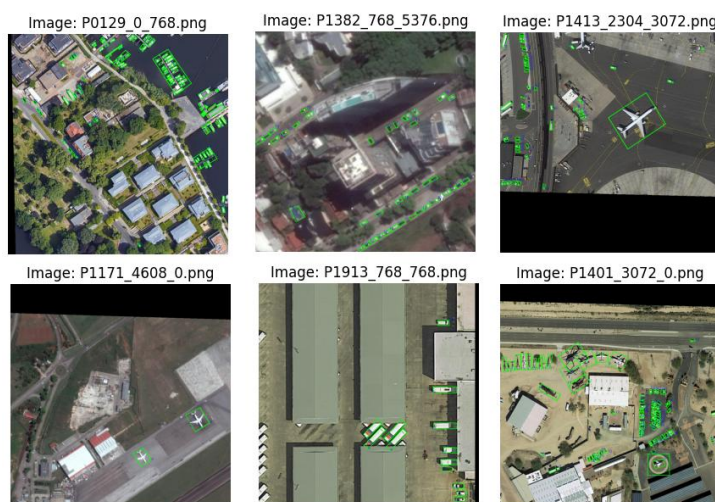 Image: P0129_0_768.png
Image: P1382_768_5376.png
Image: P1413_2304_3072.png
Image: P1171_4608_0.png
Image: P1913_768_768.png
Image: P1401_3072_0.png